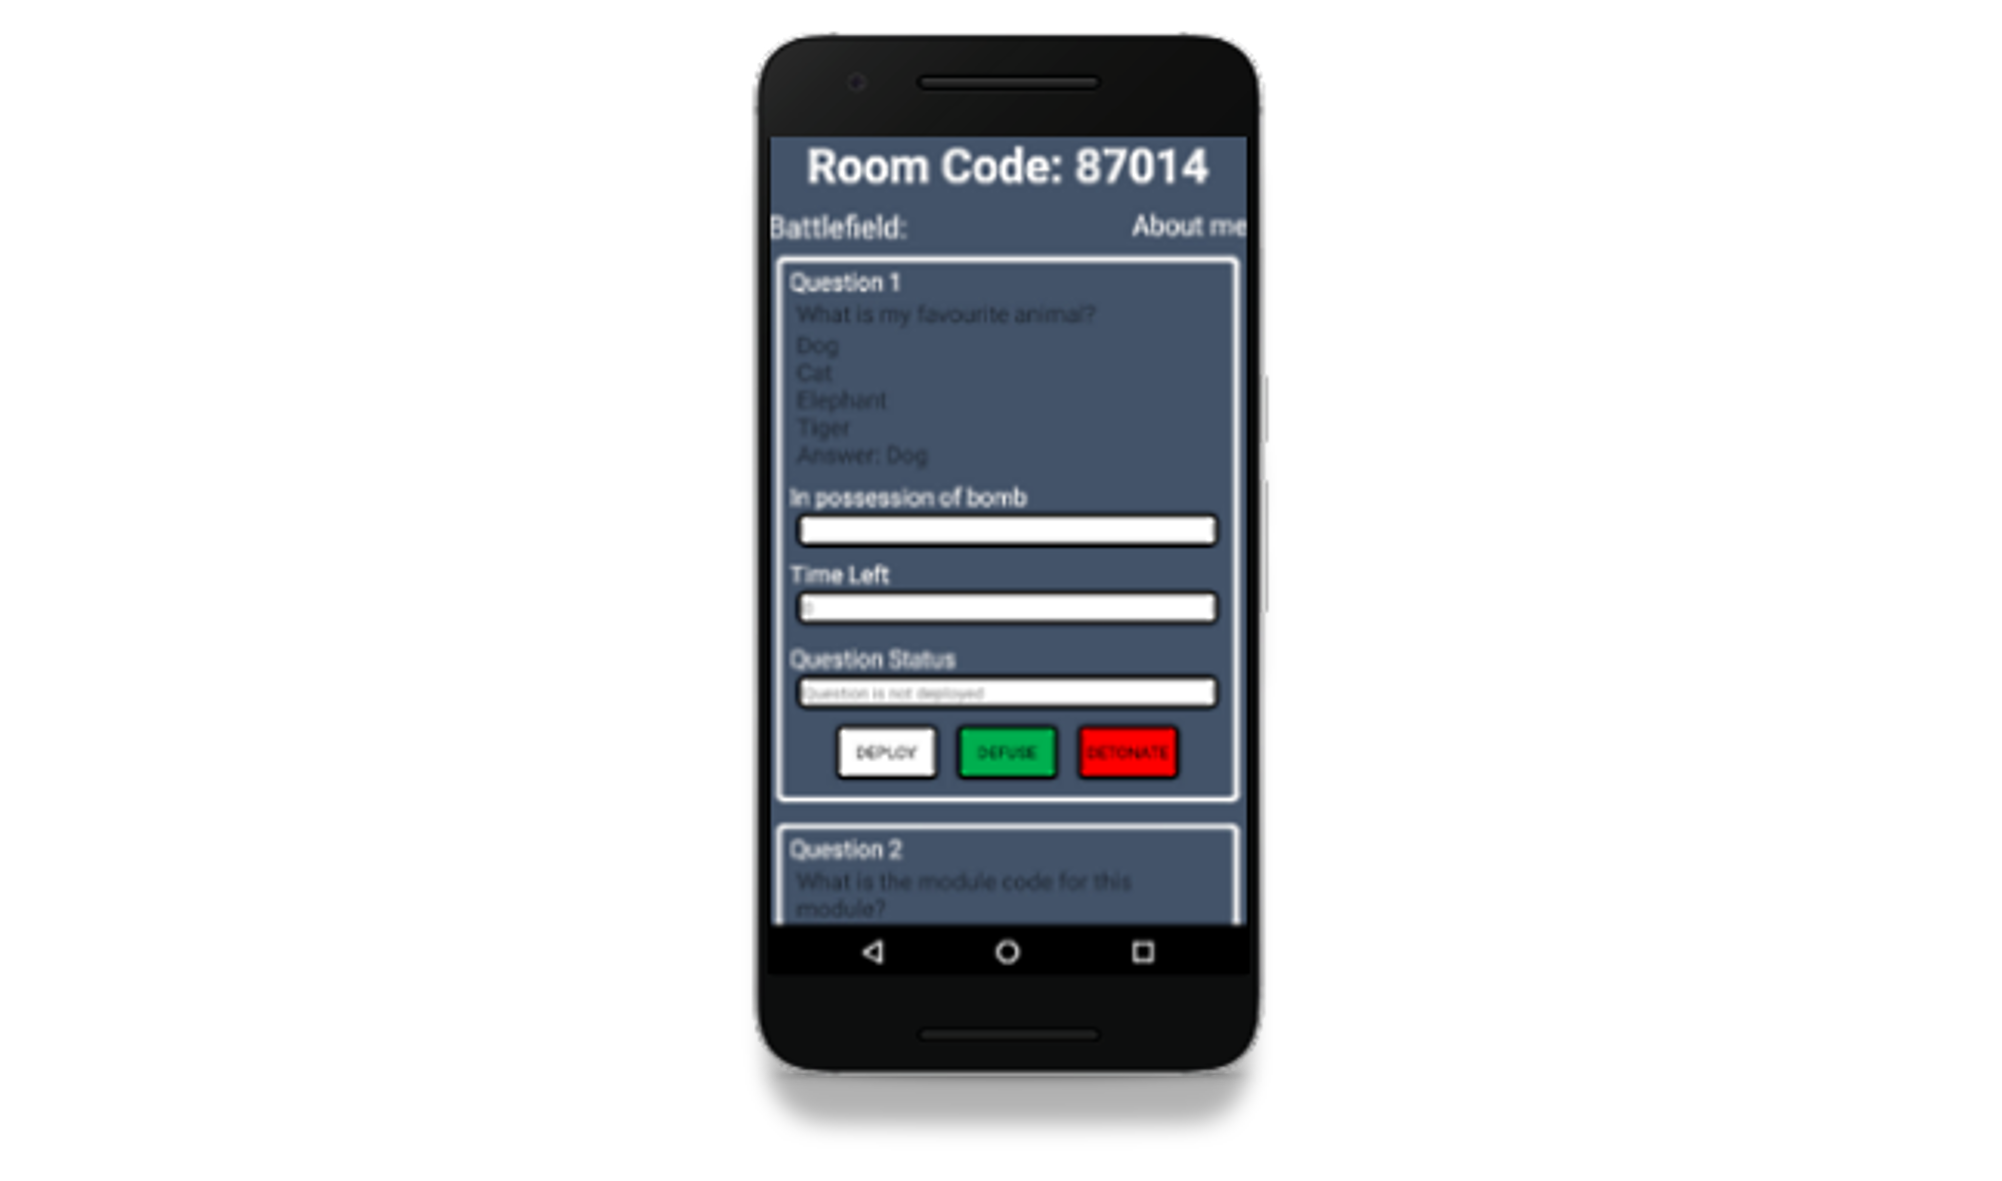 Room Code: 87014
Battlefield: About me
Question 1
What is my favourite animal?
Dog
Cat
Elephant
Tiger
Answer: Dog
In possession of bomb
Time Left
0
Question Status
Question is not deployed
DEPLOY DEFUSE DETONATE
Question 2
What is the module code for this
module?